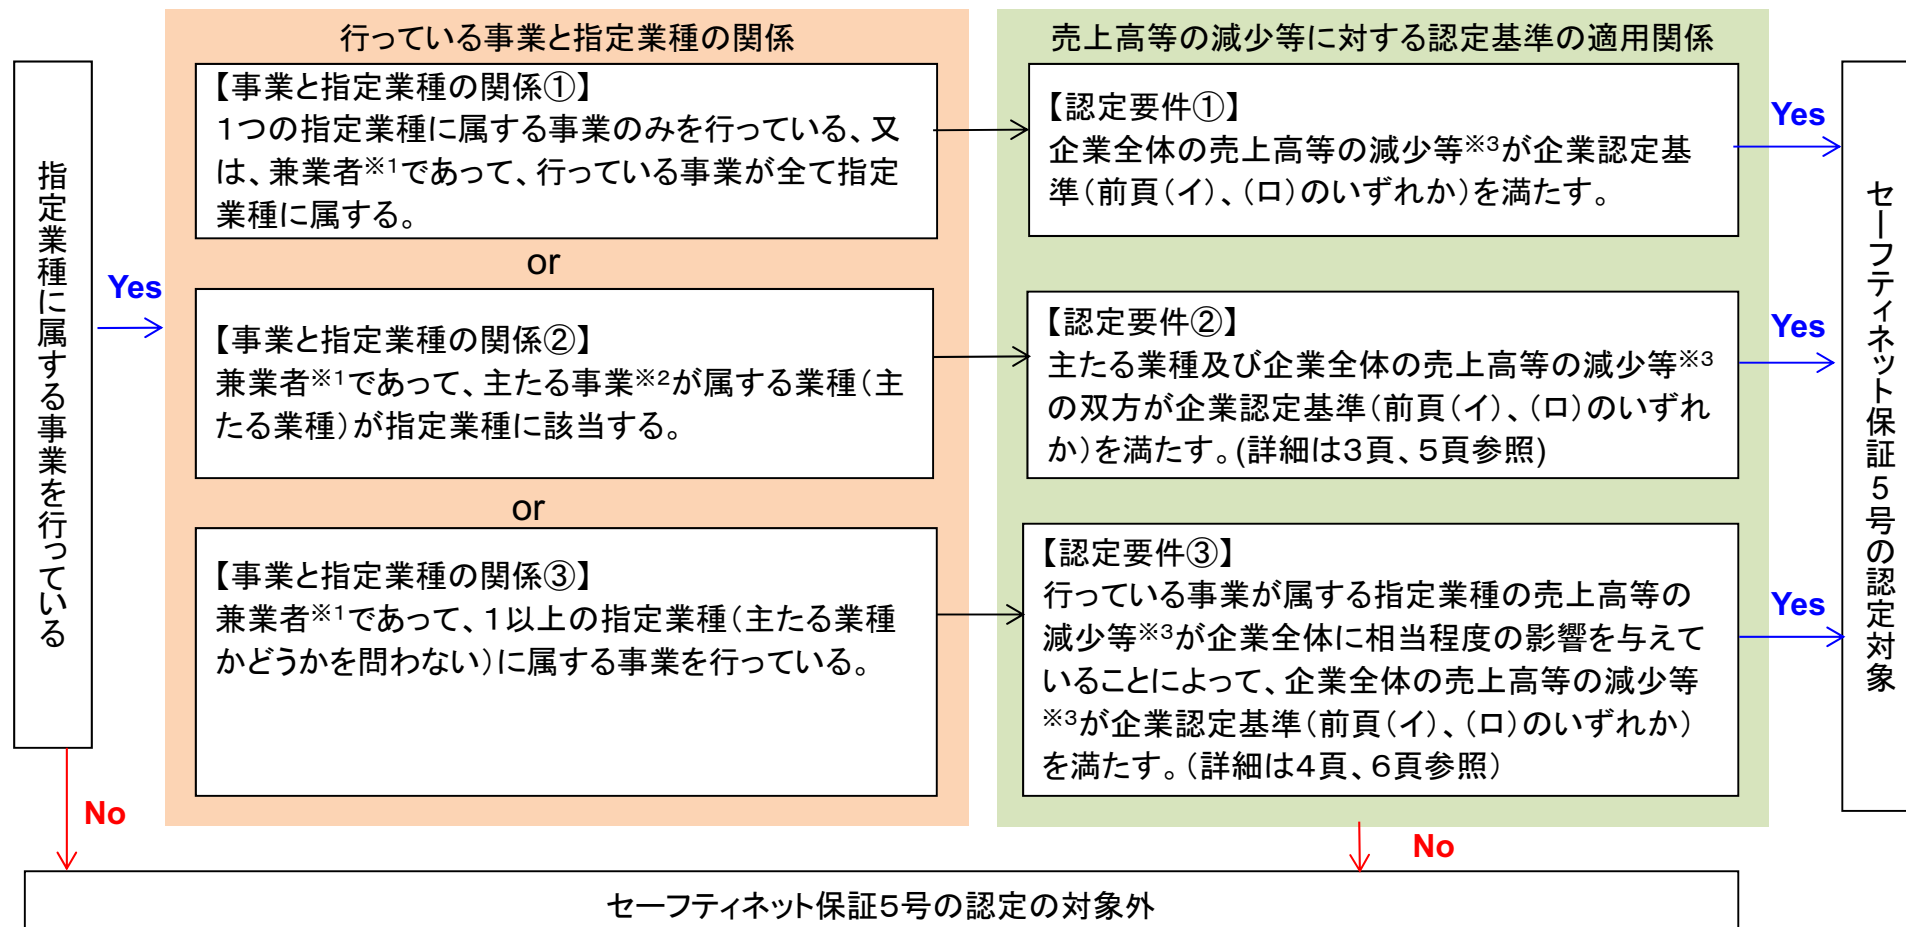 行っている事業と指定業種の関係
売上高等の減少等に対する認定基準の適用関係
指定業種に属する事業を行っている
Yes
No
【事業と指定業種の関係①】
1つの指定業種に属する事業のみを行っている、又
は、兼業者※1であって、行っている事業が全て指定
業種に属する。
or
【事業と指定業種の関係②】
兼業者※1であって、主たる事業※2が属する業種(主
たる業種)が指定業種に該当する。
or
【事業と指定業種の関係③】
兼業者※1であって、1以上の指定業種(主たる業種
かどうかを問わない)に属する事業を行っている。
【認定要件①】
企業全体の売上高等の減少等※3が企業認定基
準(前頁(イ)、(ロ)のいずれか)を満たす。
Yes
【認定要件②】
主たる業種及び企業全体の売上高等の減少等※3
の双方が企業認定基準(前頁(イ)、(ロ)のいずれ
か)を満たす。(詳細は3頁、5頁参照)
Yes
【認定要件③】
行っている事業が属する指定業種の売上高等の
減少等※3が企業全体に相当程度の影響を与えて
いることによって、企業全体の売上高等の減少等
※3が企業認定基準(前頁(イ)、(ロ)のいずれか)
を満たす。(詳細は4頁、6頁参照)
Yes
No
セーフティネット保証5号の認定対象
セーフティネット保証5号の認定の対象外